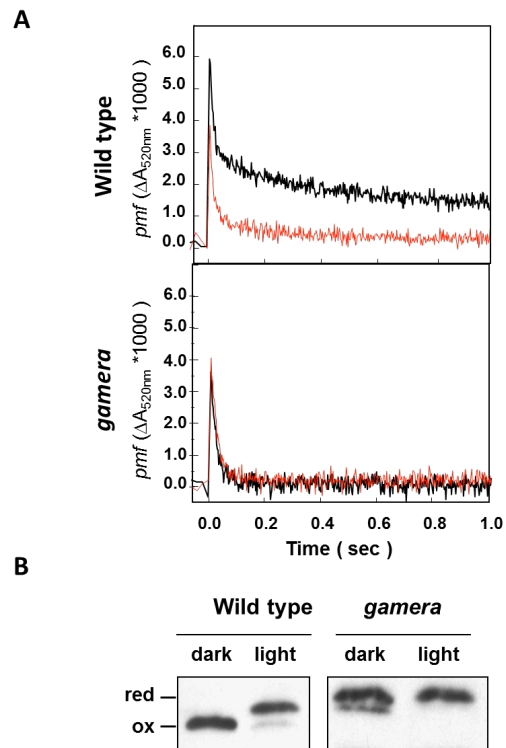 A
Wild type
pmf (ΔA520nm *1000)
6.0
5.0
4.0
3.0
2.0
1.0
0.0
gamera
pmf (ΔA520nm *1000)
6.0
5.0
4.0
3.0
2.0
1.0
0.0
0.0 0.2 0.4 0.6 0.8 1.0
Time ( sec )
B
Wild type gamera
dark light dark light
red
ox